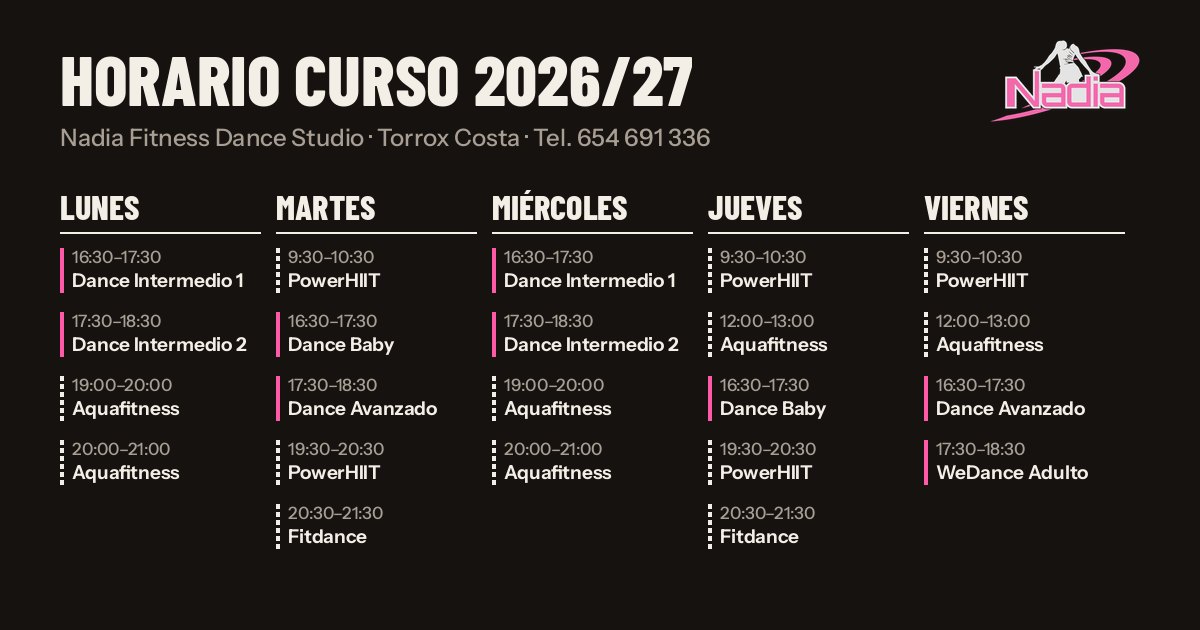 HORARIO CURSO 2026/27
Nadia Fitness Dance Studio · Torrox Costa · Tel. 654 691 336
Nadia
LUNES
16:30–17:30
Dance Intermedio 1
17:30–18:30
Dance Intermedio 2
19:00–20:00
Aquafitness
20:00–21:00
Aquafitness
MARTES
9:30–10:30
PowerHIIT
16:30–17:30
Dance Baby
17:30–18:30
Dance Avanzado
19:30–20:30
PowerHIIT
20:30–21:30
Fitdance
MIÉRCOLES
16:30–17:30
Dance Intermedio 1
17:30–18:30
Dance Intermedio 2
19:00–20:00
Aquafitness
20:00–21:00
Aquafitness
JUEVES
9:30–10:30
PowerHIIT
12:00–13:00
Aquafitness
16:30–17:30
Dance Baby
19:30–20:30
PowerHIIT
20:30–21:30
Fitdance
VIERNES
9:30–10:30
PowerHIIT
12:00–13:00
Aquafitness
16:30–17:30
Dance Avanzado
17:30–18:30
WeDance Adulto